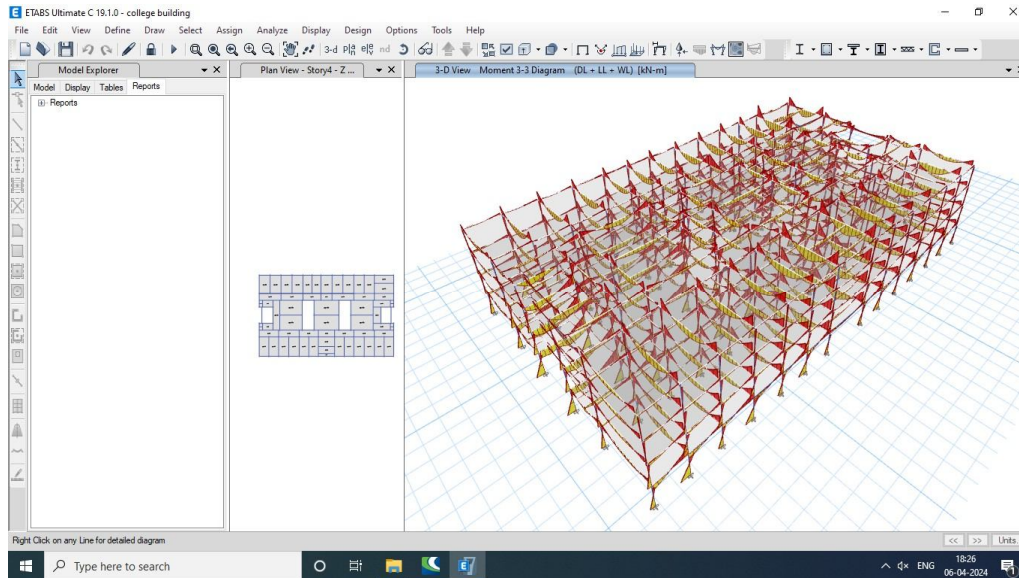 ETABS Ultimate C 19.1.0 - college building
File Edit View Define Draw Select Assign Analyze Display Design Options Tools Help
3-d
nd
Model Explorer
Plan View - Story4 - Z ...
3-D View Moment 3-3 Diagram (DL + LL + WL) [kN-m]
Model Display Tables Reports
Reports
Right Click on any Line for detailed diagram
<< >> Units...
Type here to search
ENG
18:26
06-04-2024